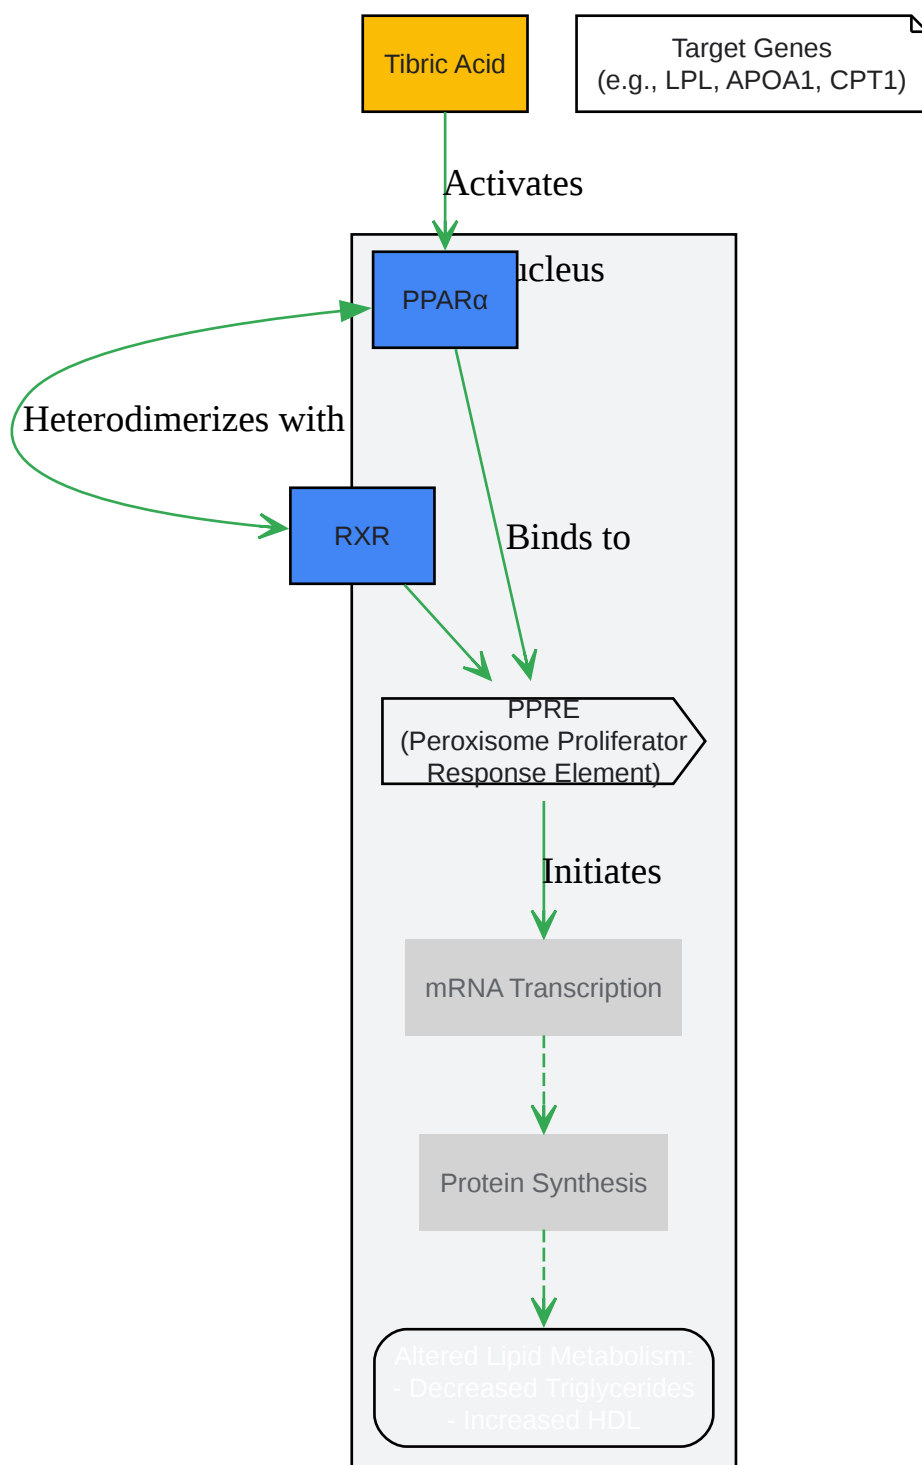 Tibric Acid
Target Genes
(e.g., LPL, APOA1, CPT1)
Activates
ucleus
PPARα
Heterodimerizes with
RXR
Binds to
PPRE
(Peroxisome Proliferator
Response Element)
Initiates
mRNA Transcription
Protein Synthesis
Altered Lipid Metabolism:
- Decreased Triglycerides
- Increased HDL